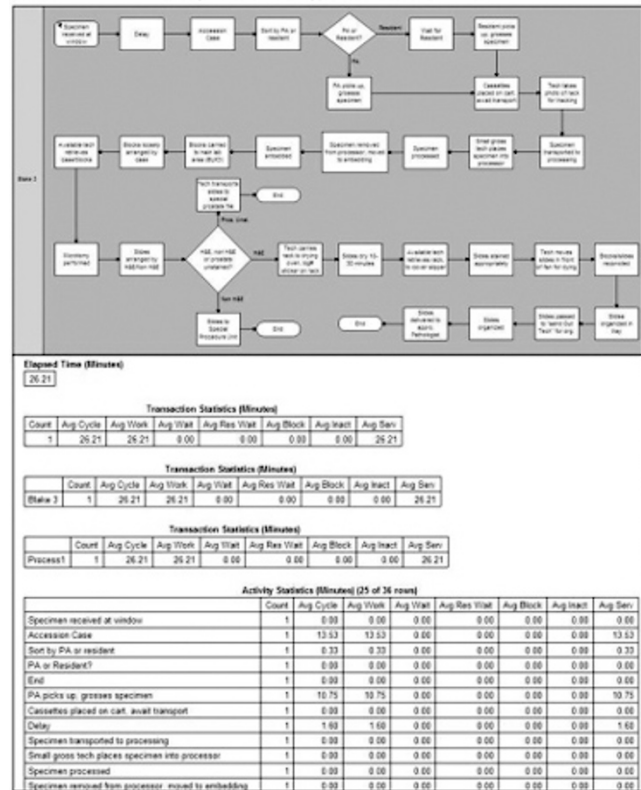 Specimen received at window
Delay
Accession Case
Sort by PA or resident
PA or Resident?
Resident
Wait for Resident
Resident picks up, grosses specimen
PA
PA picks up, grosses specimen
Cassettes placed on cart, await transport
Tech takes photo of rack for tracking
Available tech retrieves case/blocks
Blocks loosely arranged by case
Blocks carried to main lab area
Specimen embedded
Specimen removed from processor, moved to embedding
Specimen processed
Small gross tech places specimen into processor
Specimen transported to processing
Blake 3
Tech transports slides to special prostate file
End
Pros. Unst.
Microtomy performed
Slides arranged by H&E/Non H&E
H&E, non H&E or prostate unstained?
H&E
Tech carries rack to drying oven, sticker on rack
Slides dry 10-30 minutes
Available tech retrieves rack, to cover slipper
Slides stained appropriately
Tech moves slides in front of fan for drying
Blocks/slides reconciled
Non H&E
Slides to Special Procedure Unit
End
End
Slides delivered to Pathologist
Slides organized
Slides passed to "Send Out Tech" for org
Slides organized in tray
Elapsed Time (Minutes)
26.21
Transaction Statistics (Minutes)
Count Avg Cycle Avg Work Avg Wait Avg Res Wait Avg Block Avg Inact Avg Serv
1 26.21 26.21 0.00 0.00 0.00 0.00 26.21
Transaction Statistics (Minutes)
Count Avg Cycle Avg Work Avg Wait Avg Res Wait Avg Block Avg Inact Avg Serv
Blake 3 1 26.21 26.21 0.00 0.00 0.00 0.00 26.21
Transaction Statistics (Minutes)
Count Avg Cycle Avg Work Avg Wait Avg Res Wait Avg Block Avg Inact Avg Serv
Process1 1 26.21 26.21 0.00 0.00 0.00 0.00 26.21
Activity Statistics (Minutes) (25 of 36 rows)
Count Avg Cycle Avg Work Avg Wait Avg Res Wait Avg Block Avg Inact Avg Serv
Specimen received at window 1 0.00 0.00 0.00 0.00 0.00 0.00 0.00
Accession Case 1 13.53 13.53 0.00 0.00 0.00 0.00 13.53
Sort by PA or resident 1 0.33 0.33 0.00 0.00 0.00 0.00 0.33
PA or Resident? 1 0.00 0.00 0.00 0.00 0.00 0.00 0.00
End 1 0.00 0.00 0.00 0.00 0.00 0.00 0.00
PA picks up, grosses specimen 1 10.75 10.75 0.00 0.00 0.00 0.00 10.75
Cassettes placed on cart, await transport 1 0.00 0.00 0.00 0.00 0.00 0.00 0.00
Delay 1 1.60 1.60 0.00 0.00 0.00 0.00 1.60
Specimen transported to processing 1 0.00 0.00 0.00 0.00 0.00 0.00 0.00
Small gross tech places specimen into processor 1 0.00 0.00 0.00 0.00 0.00 0.00 0.00
Specimen processed 1 0.00 0.00 0.00 0.00 0.00 0.00 0.00
Specimen removed from processor, moved to embedding 1 0.00 0.00 0.00 0.00 0.00 0.00 0.00